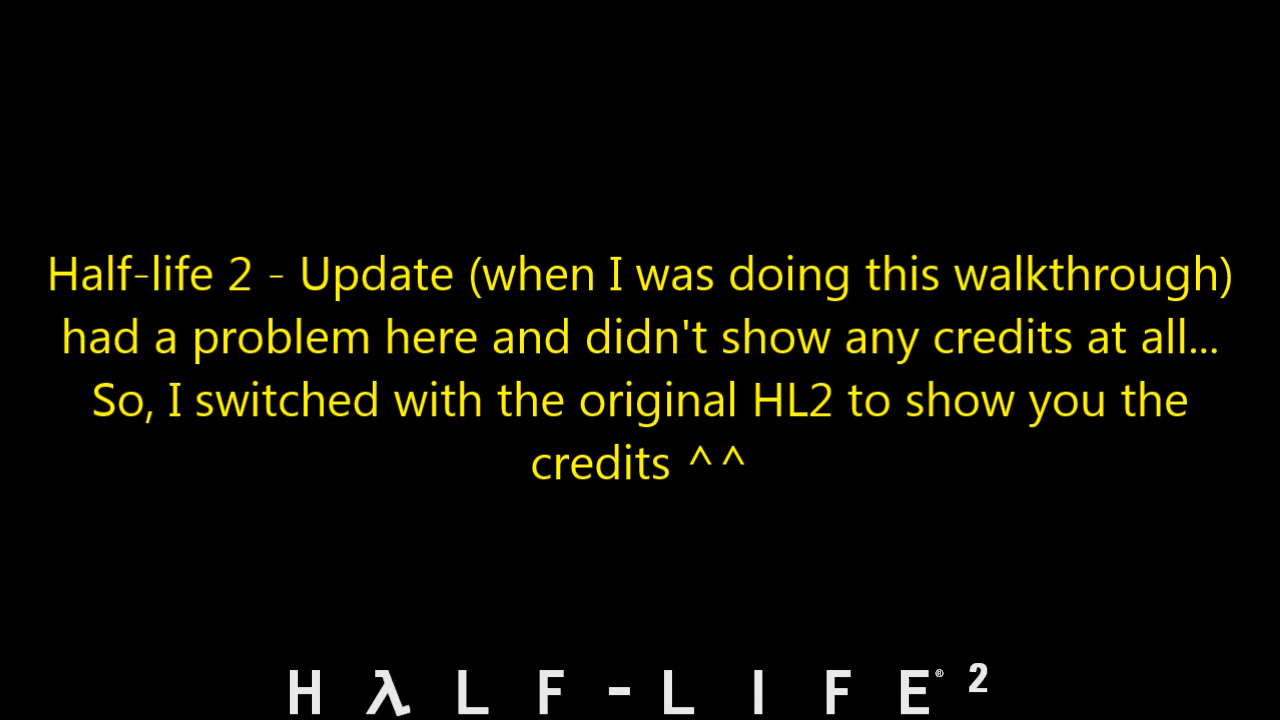 Half-life 2 - Update (when I was doing this walkthrough)
had a problem here and didn't show any credits at all...
So, I switched with the original HL2 to show you the
credits ^^
HλLF-LIFE® 2